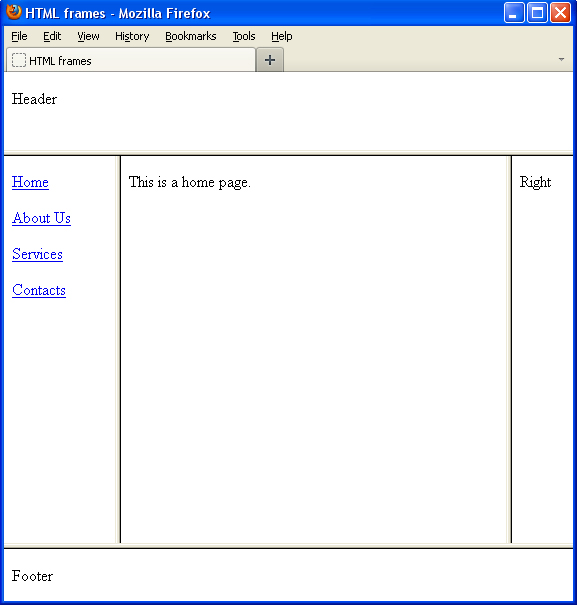 HTML frames - Mozilla Firefox
File Edit View History Bookmarks Tools Help
HTML frames
Header
Home
About Us
Services
Contacts
This is a home page.
Right
Footer